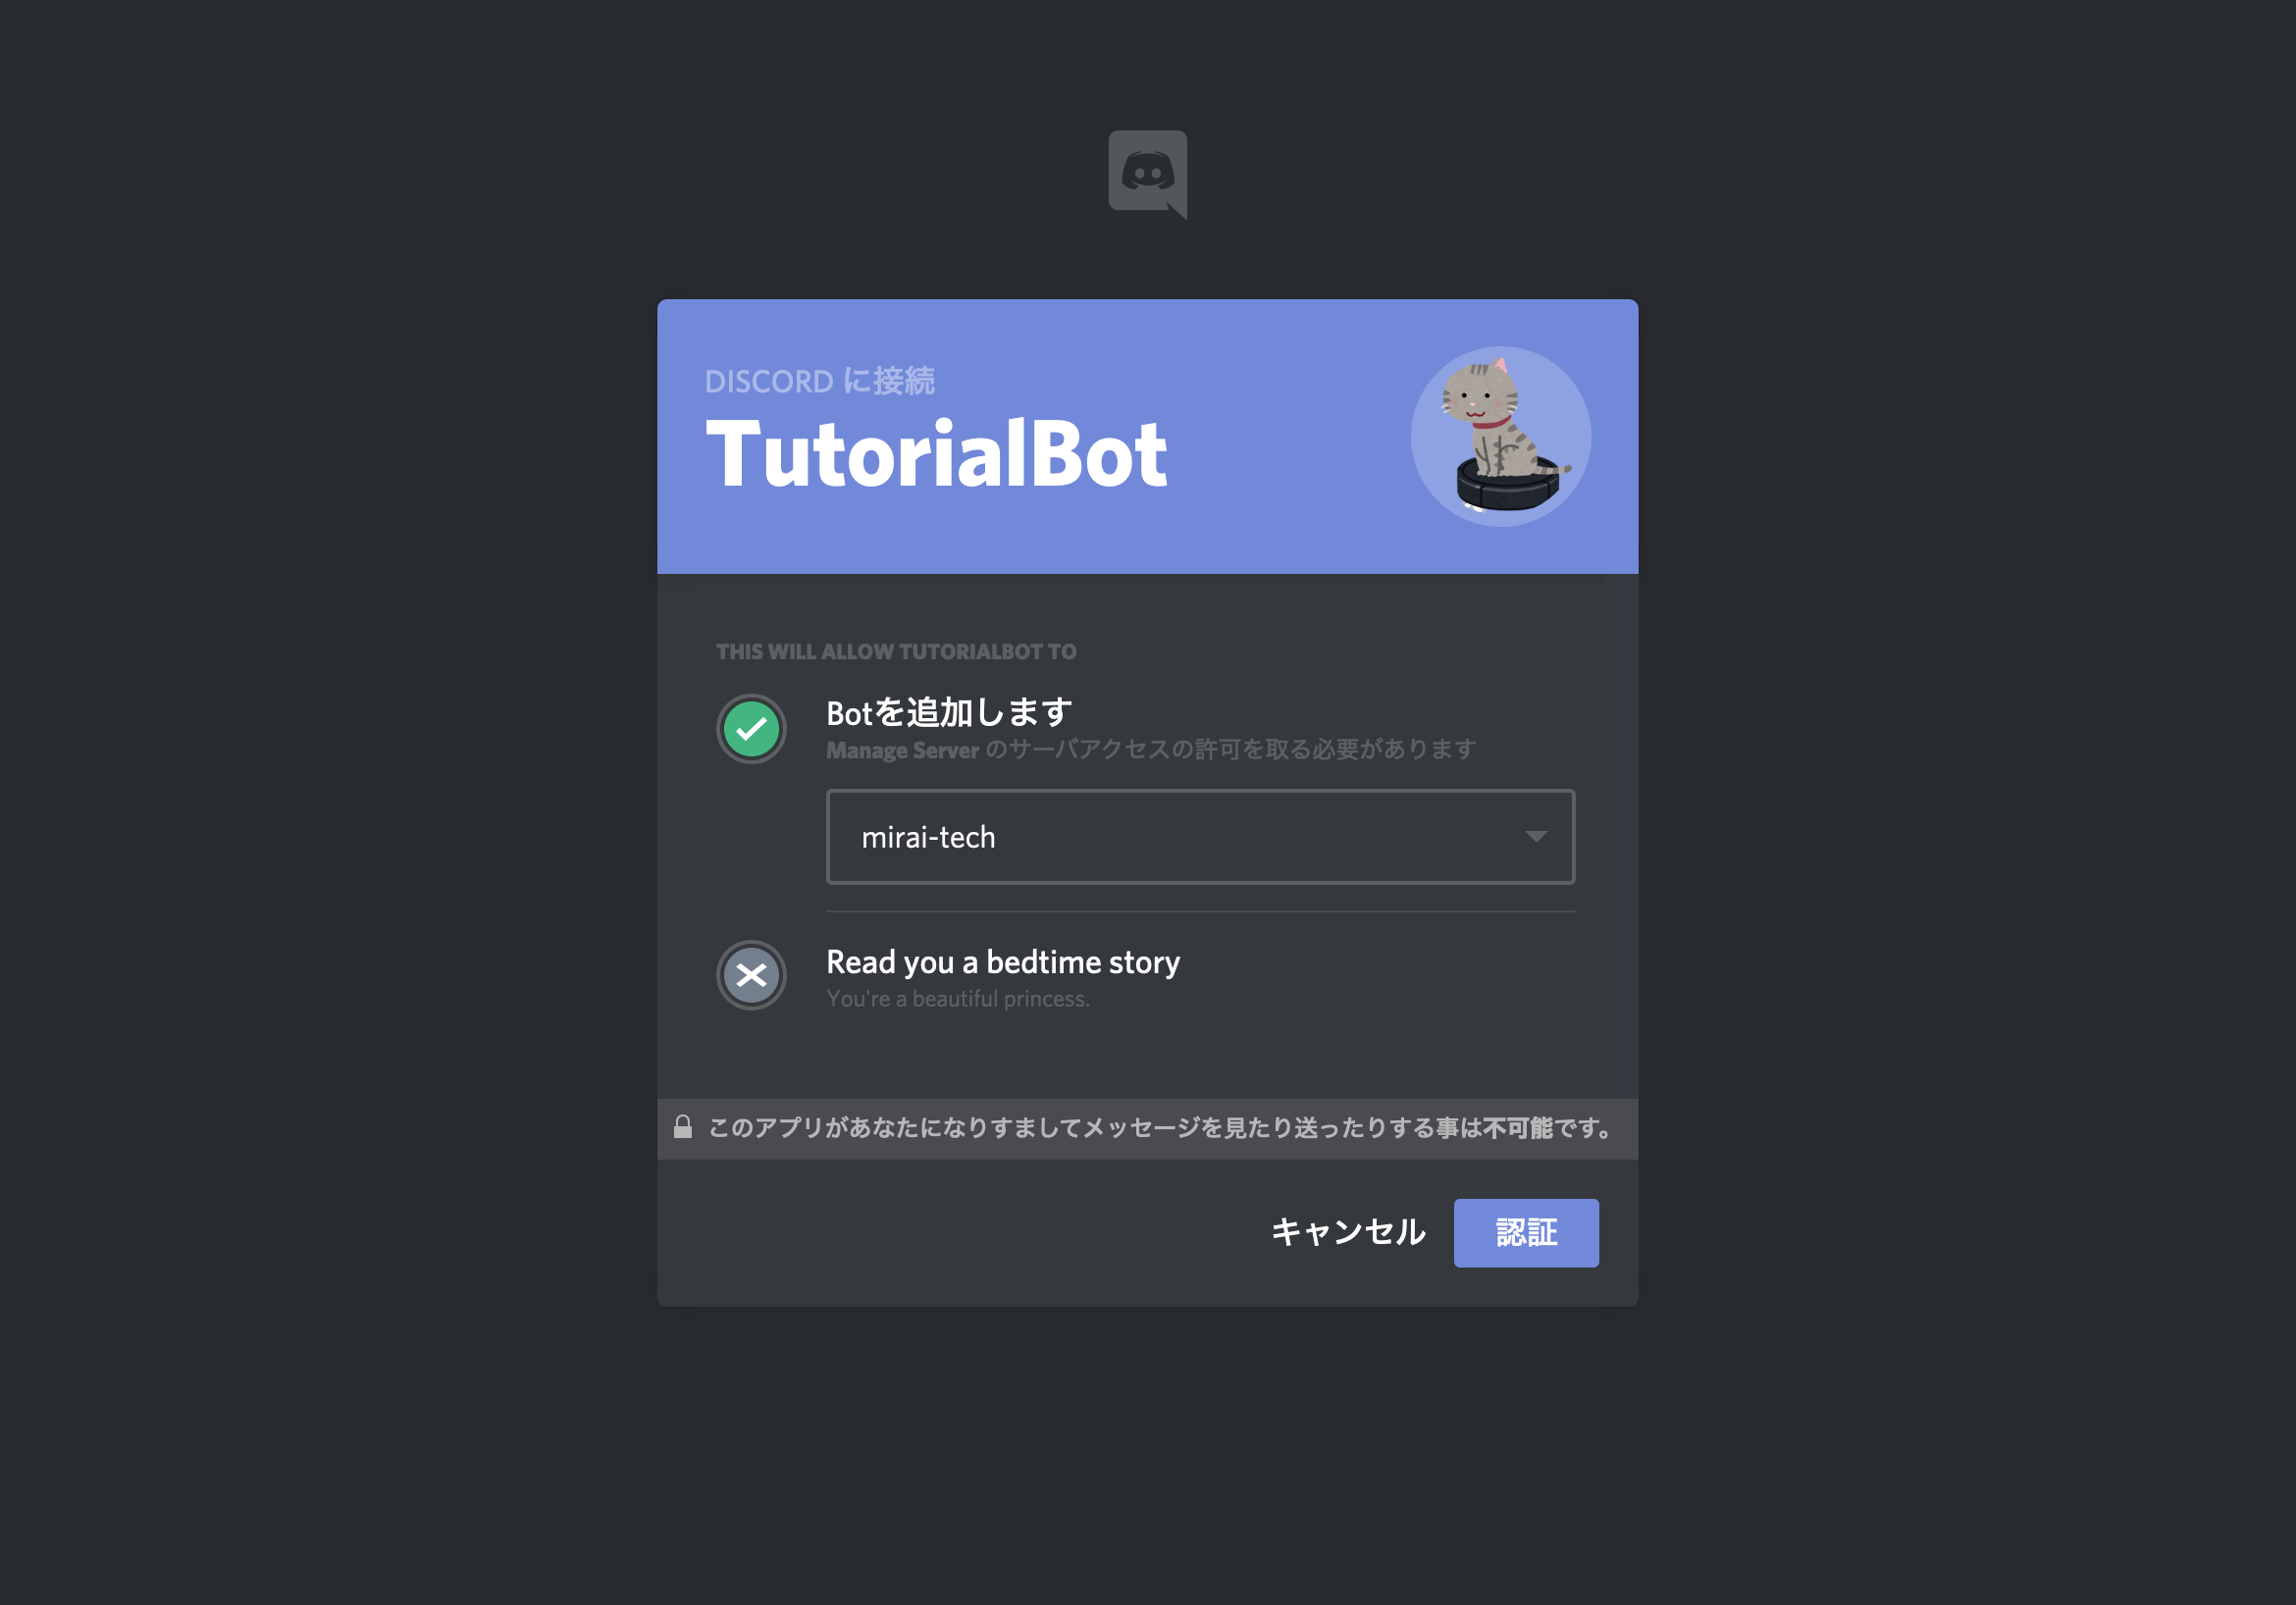 DISCORD に接続
TutorialBot
THIS WILL ALLOW TUTORIALBOT TO
Botを追加します
Manage Server のサーバアクセスの許可を取る必要があります
mirai-tech
Read you a bedtime story
You're a beautiful princess.
このアプリがあなたになりすましてメッセージを見たり送ったりする事は不可能です。
キャンセル 認証